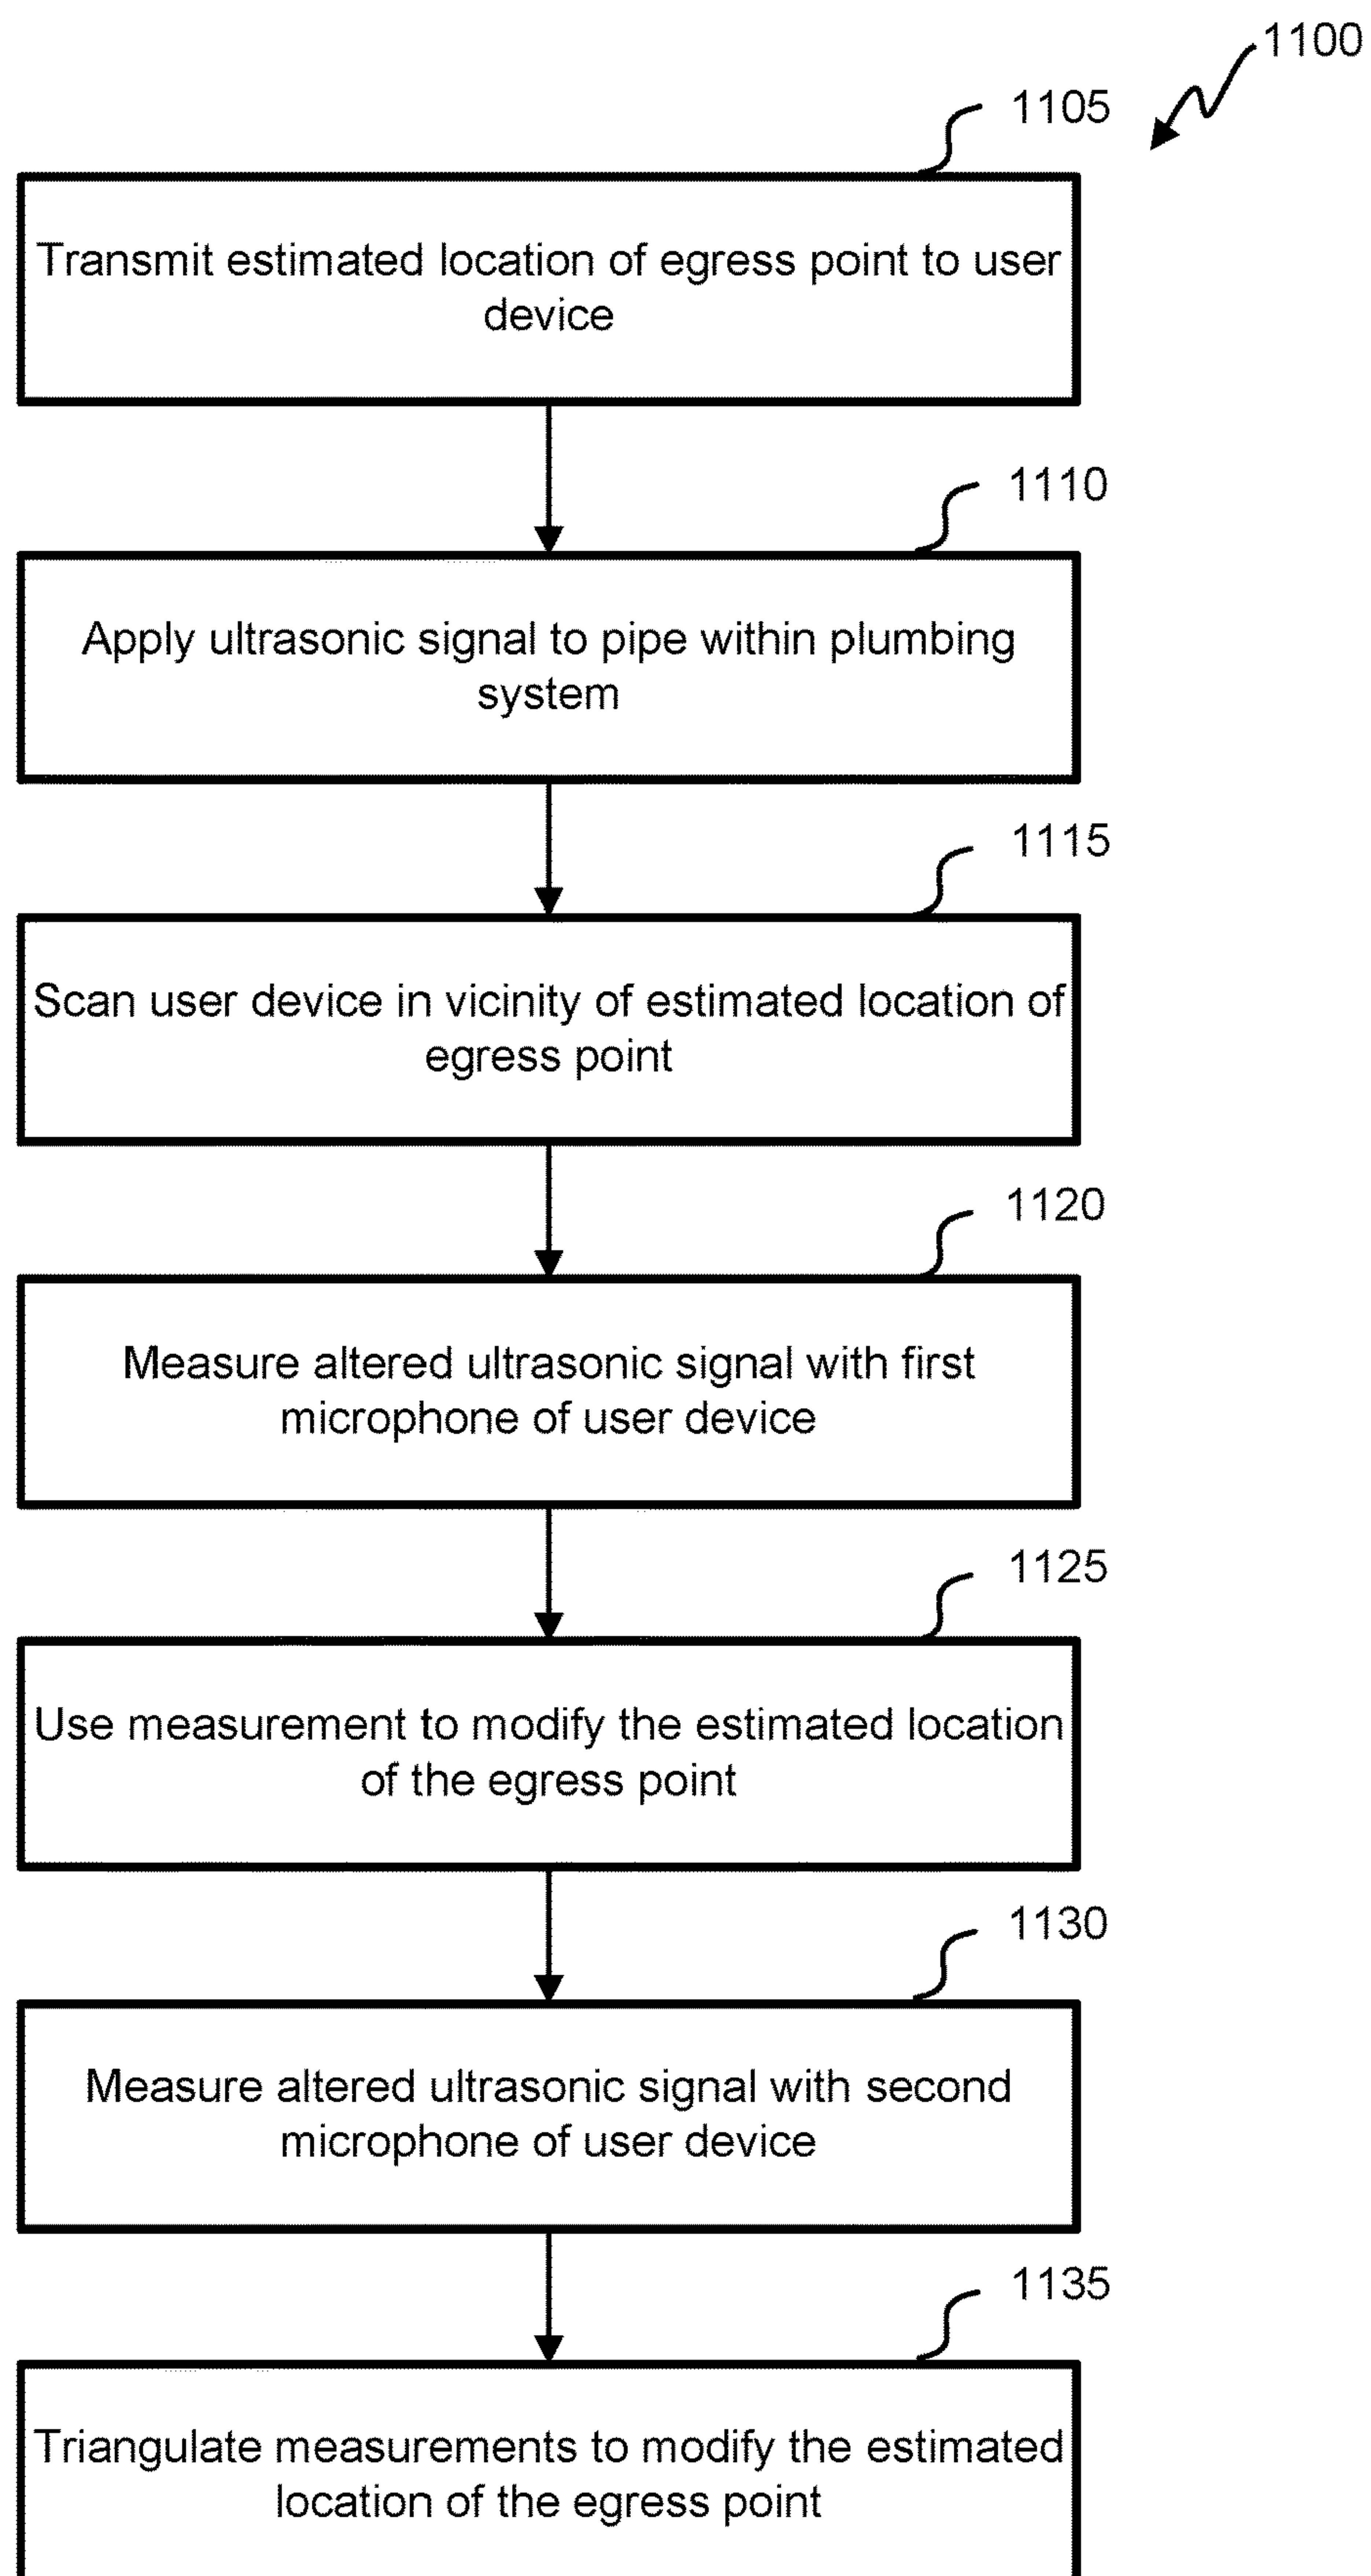 1100
1105
Transmit estimated location of egress point to user
device
1110
Apply ultrasonic signal to pipe within plumbing
system
1115
Scan user device in vicinity of estimated location of
egress point
1120
Measure altered ultrasonic signal with first
microphone of user device
1125
Use measurement to modify the estimated location
of the egress point
1130
Measure altered ultrasonic signal with second
microphone of user device
1135
Triangulate measurements to modify the estimated
location of the egress point